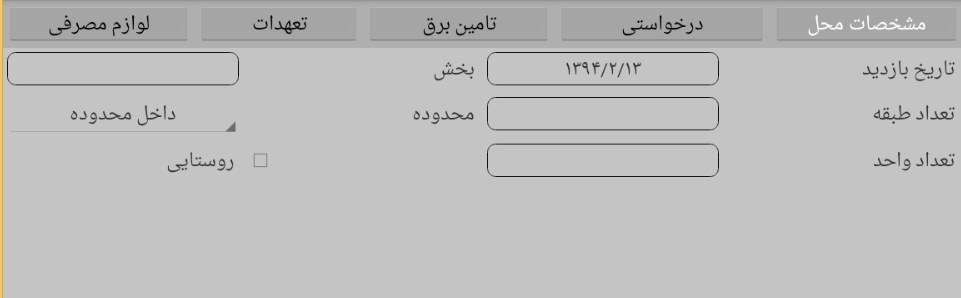 مشخصات محل درخواستی تامین برق تعهدات لوازم مصرفی
تاریخ بازدید ۱۳۹۴/۲/۱۳ بخش
تعداد طبقه محدوده داخل محدوده
تعداد واحد روستایی